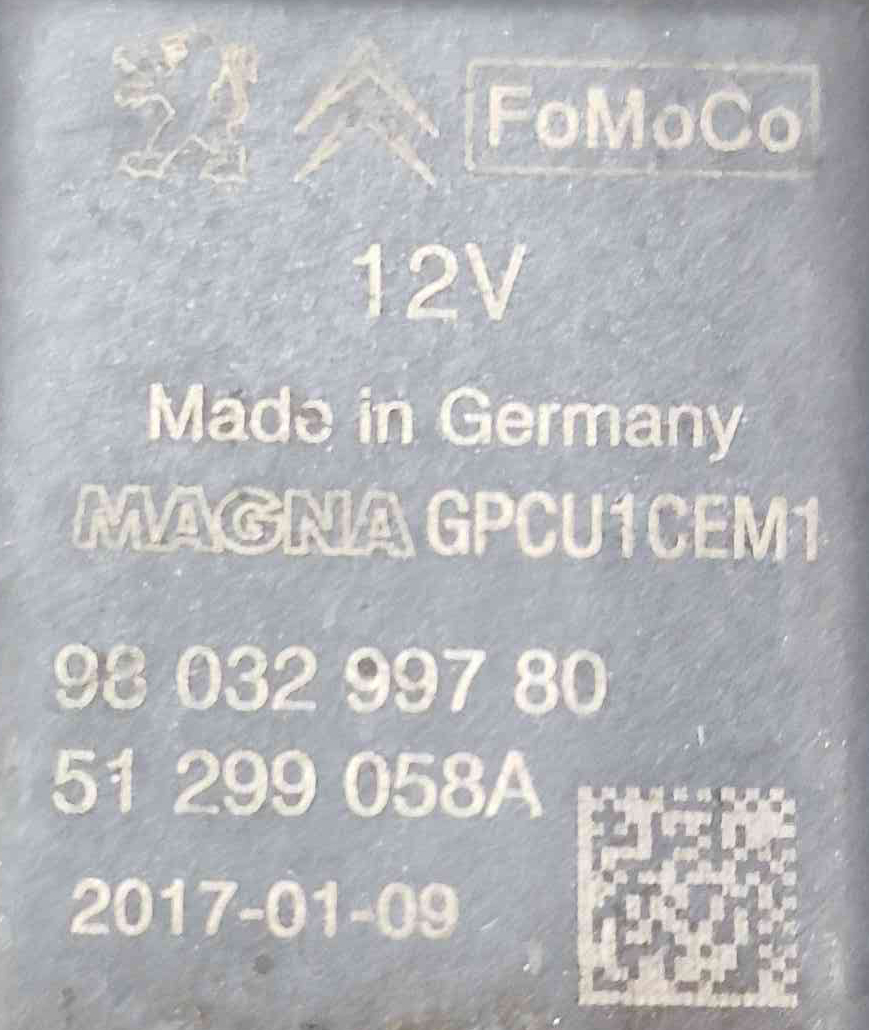 FoMoCo
12V
Made in Germany
MAGNA GPCU1CEM1
98 032 997 80
51 299 058A
2017-01-09